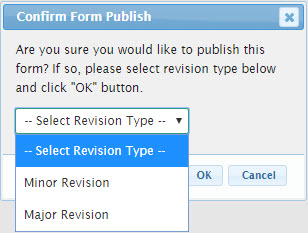 Confirm Form Publish
Are you sure you would like to publish this
form? If so, please select revision type below
and click "OK" button.
-- Select Revision Type --
-- Select Revision Type --
Minor Revision
Major Revision
OK Cancel